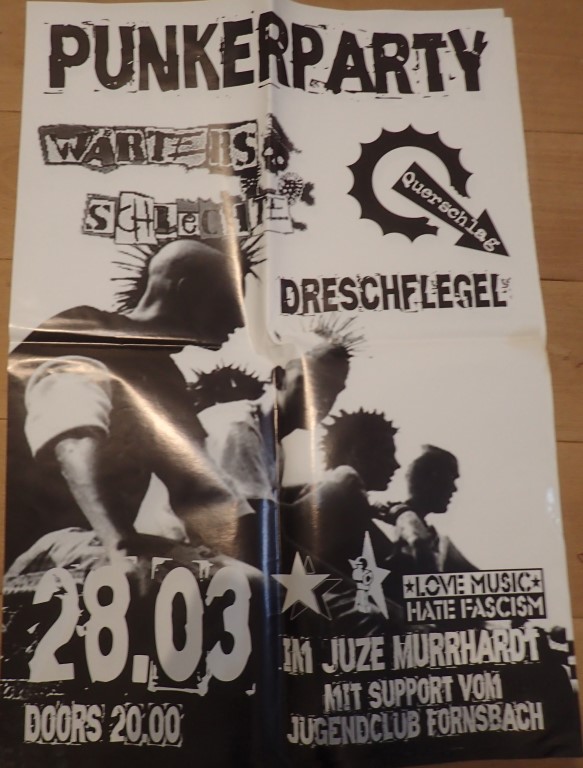 PUNKERPARTY
WÄRTERS
SCHLECHTE
Querschlag
DRESCHFLEGEL
28.03
DOORS 20.00
★LOVE MUSIC★
HATE FASCISM
IM JUZE MURRHARDT
MIT SUPPORT VOM
JUGENDCLUB FORNSBACH